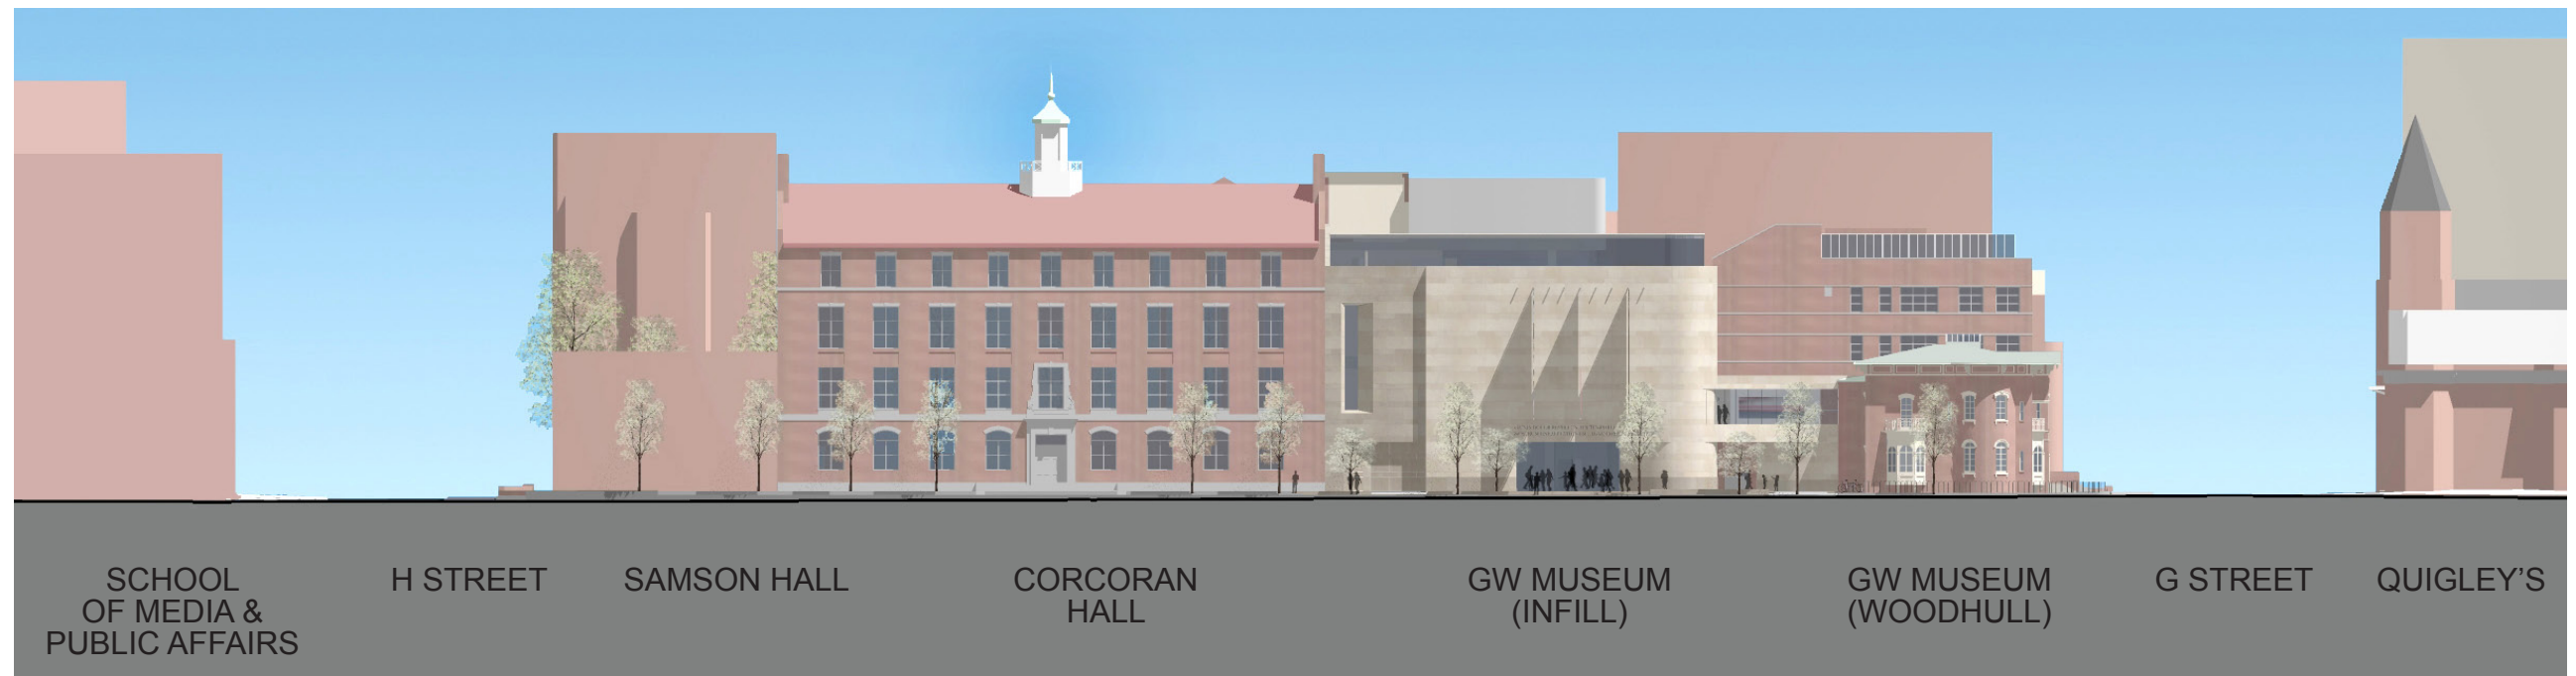 SCHOOL
OF MEDIA &
PUBLIC AFFAIRS
H STREET
SAMSON HALL
CORCORAN
HALL
GW MUSEUM
(INFILL)
GW MUSEUM
(WOODHULL)
G STREET
QUIGLEY'S